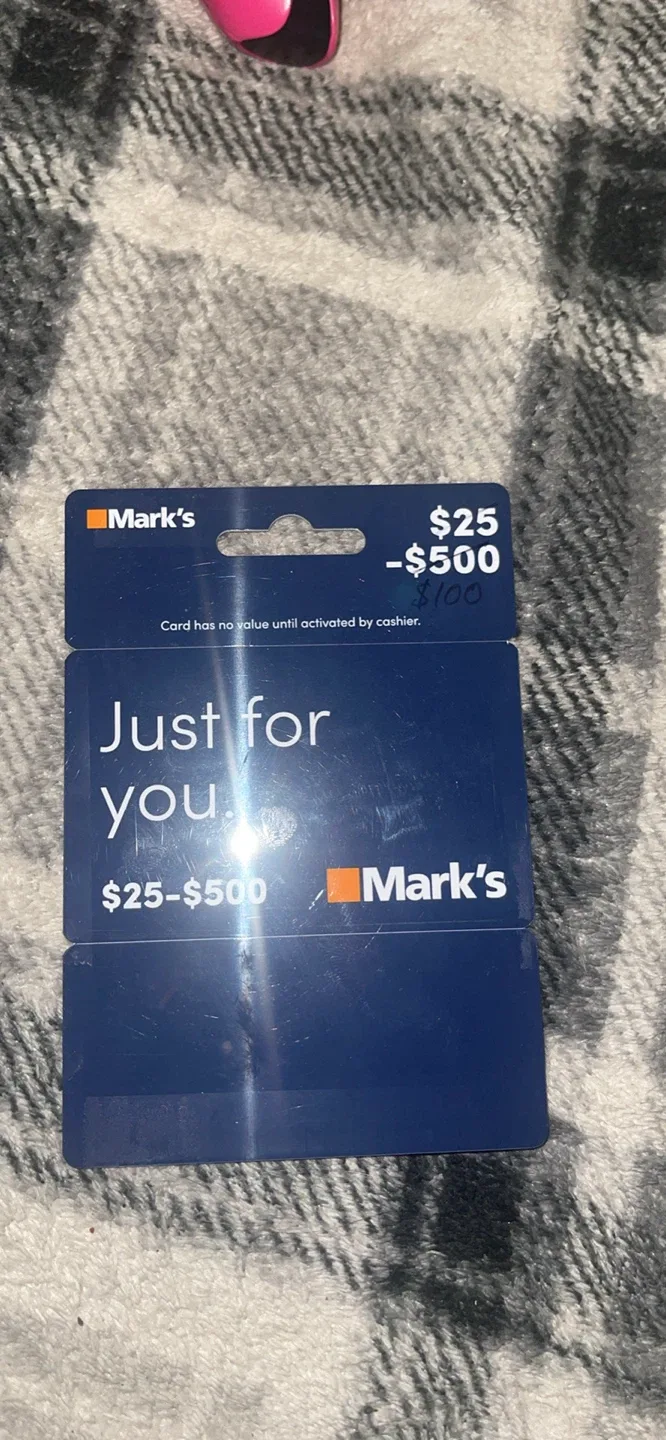 Mark's
$25
-$500
$100
Card has no value until activated by cashier.
Just for
you.
$25-$500
Mark's